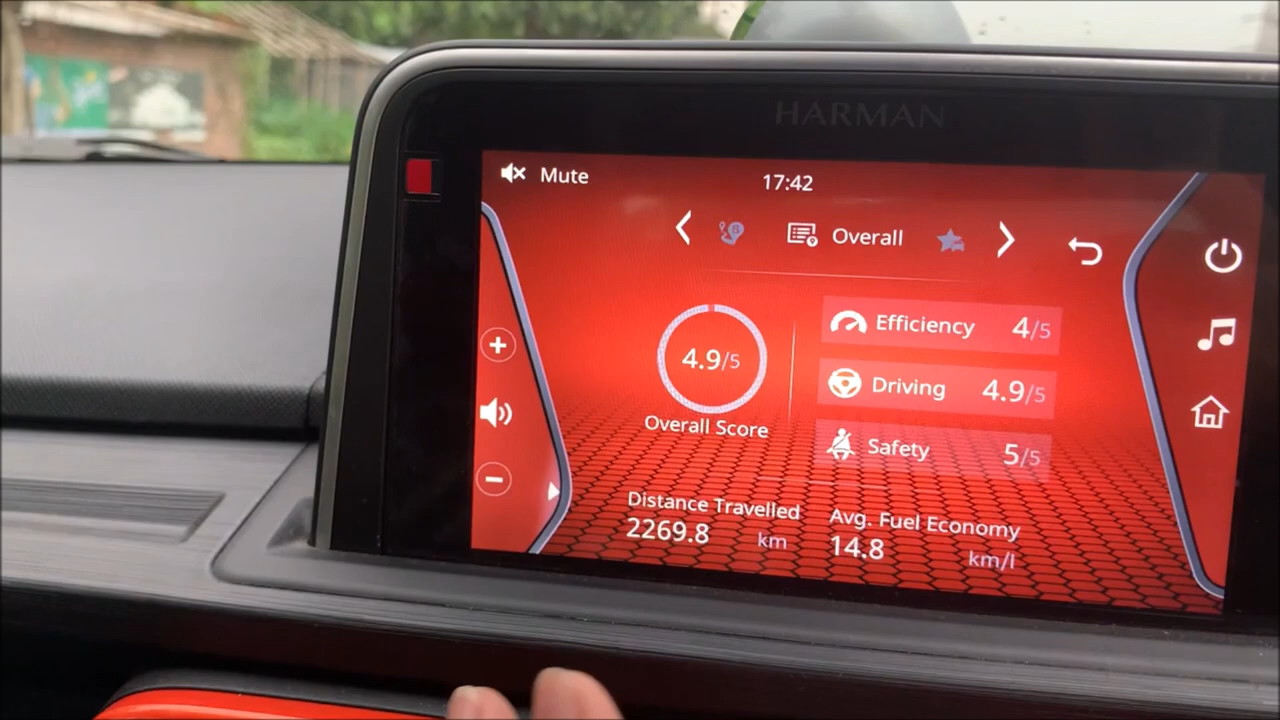 HARMAN
Mute
17:42
Overall
4.9/5
Overall Score
Efficiency 4/5
Driving 4.9/5
Safety 5/5
Distance Travelled
2269.8 km
Avg. Fuel Economy
14.8 km/l